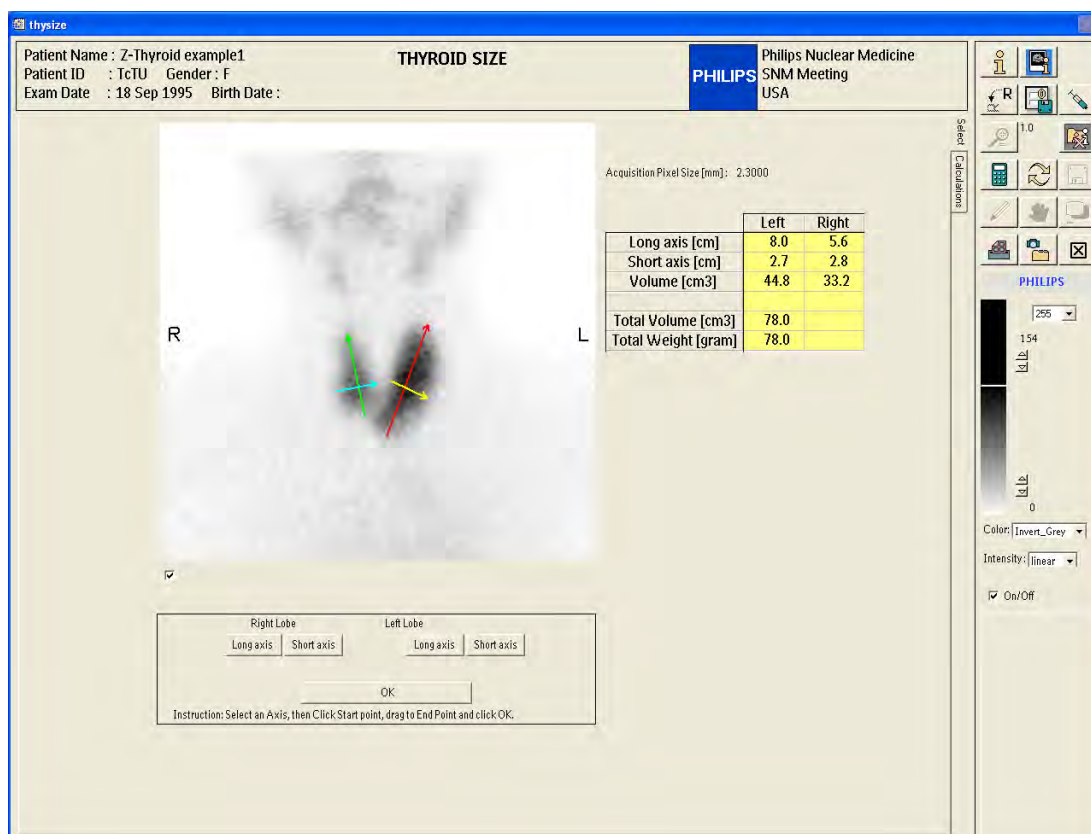 thysize
Patient Name : Z-Thyroid example1
Patient ID : TcTU Gender : F
Exam Date : 18 Sep 1995 Birth Date :
THYROID SIZE
PHILIPS
Philips Nuclear Medicine
SNM Meeting
USA
Select
Calculations
R
L
Acquisition Pixel Size [mm] : 2.3000
Left Right
Long axis [cm] 8.0 5.6
Short axis [cm] 2.7 2.8
Volume [cm3] 44.8 33.2
Total Volume [cm3] 78.0
Total Weight [gram] 78.0
Right Lobe Left Lobe
Long axis Short axis Long axis Short axis
OK
Instruction: Select an Axis, then Click Start point, drag to End Point and click OK.
R
1.0
PHILIPS
255
154
0
Color: Invert_Grey
Intensity: linear
On/Off